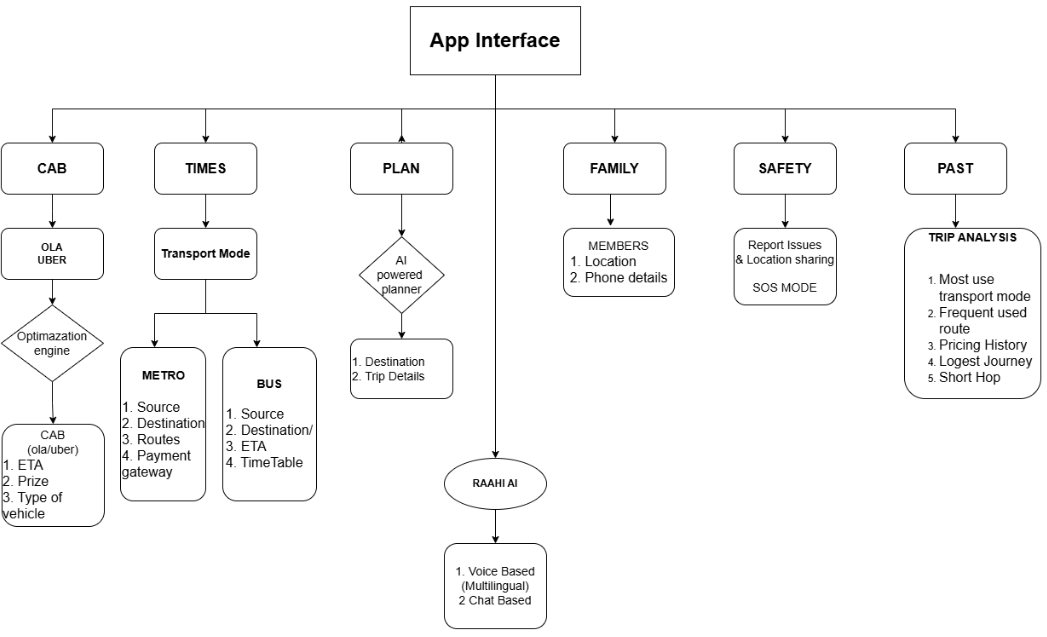 App Interface
CAB
TIMES
PLAN
FAMILY
SAFETY
PAST
OLA
UBER
Transport Mode
AI
powered
planner
MEMBERS
1. Location
2. Phone details
Report Issues
& Location sharing
SOS MODE
TRIP ANALYSIS
1. Most use
transport mode
2. Frequent used
route
3. Pricing History
4. Logest Journey
5. Short Hop
Optimazation
engine
METRO
1. Source
2. Destination
3. Routes
4. Payment
gateway
BUS
1. Source
2. Destination/
3. ETA
4. TimeTable
1. Destination
2. Trip Details
CAB
(ola/uber)
1. ETA
2. Prize
3. Type of
vehicle
RAAHI AI
1. Voice Based
(Multilingual)
2 Chat Based